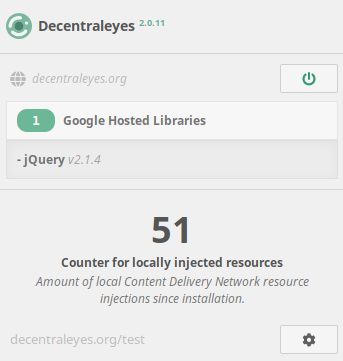 Decentraleyes 2.0.11
decentraleyes.org
1 Google Hosted Libraries
- jQuery v2.1.4
51
Counter for locally injected resources
Amount of local Content Delivery Network resource
injections since installation.
decentraleyes.org/test